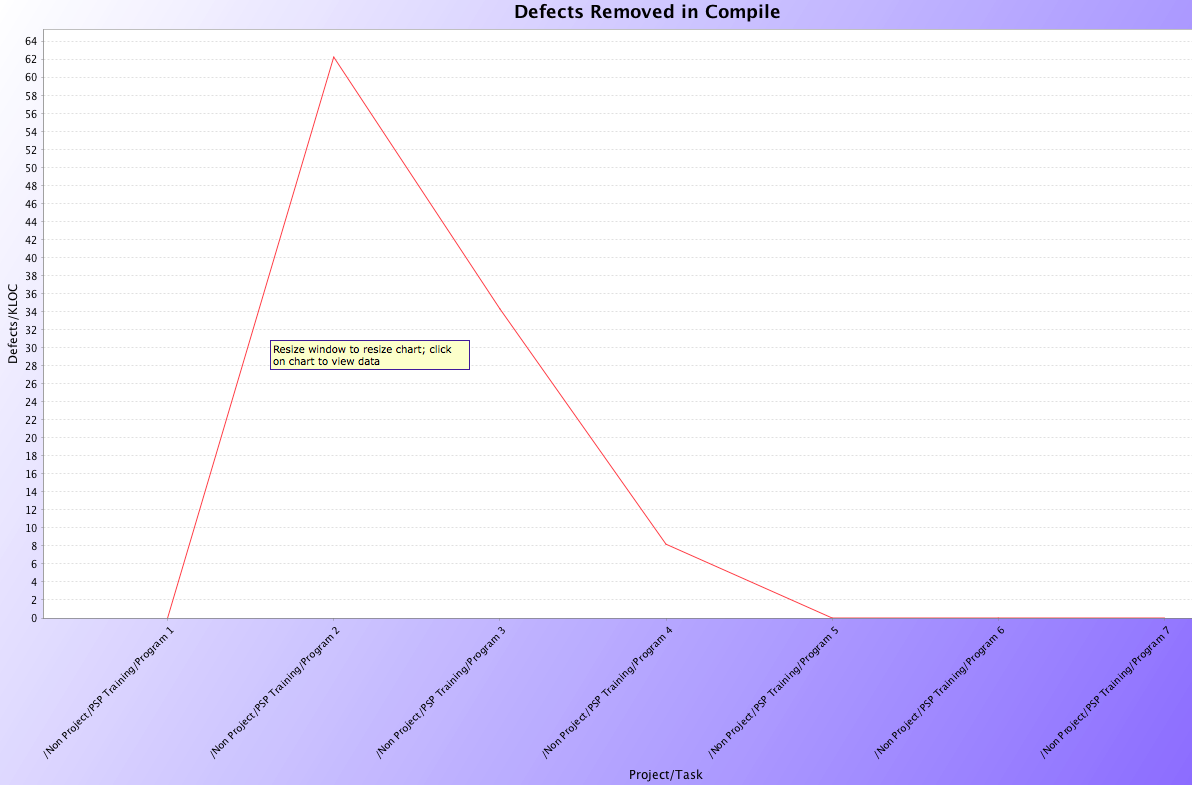 Defects Removed in Compile
64
62
60
58
56
54
52
50
48
46
44
42
40
38
36
34
32
30
28
26
24
22
20
18
16
14
12
10
8
6
4
2
0
Defects/KLOC
Resize window to resize chart; click
on chart to view data
/Non Project/PSP Training/Program 1
/Non Project/PSP Training/Program 2
/Non Project/PSP Training/Program 3
/Non Project/PSP Training/Program 4
/Non Project/PSP Training/Program 5
/Non Project/PSP Training/Program 6
/Non Project/PSP Training/Program 7
Project/Task